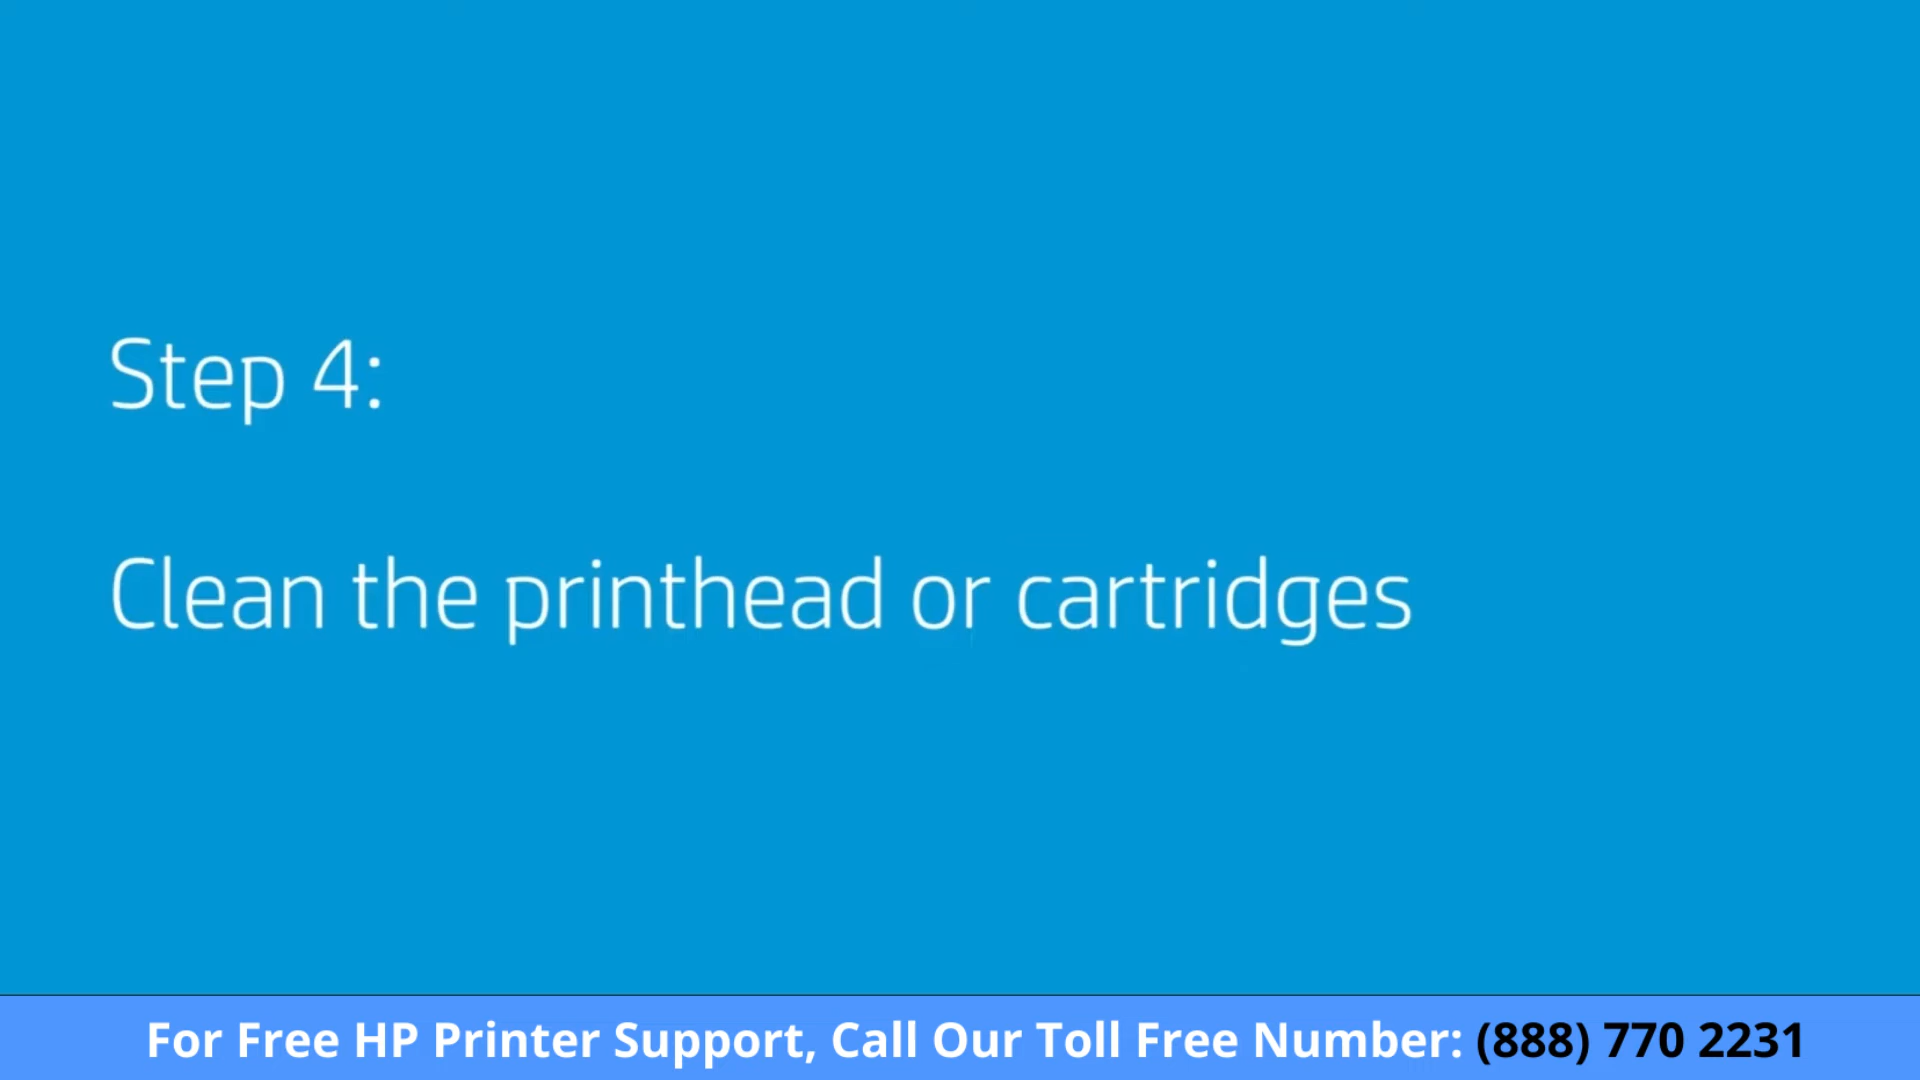 Step 4:
Clean the printhead or cartridges
For Free HP Printer Support, Call Our Toll Free Number: (888) 770 2231